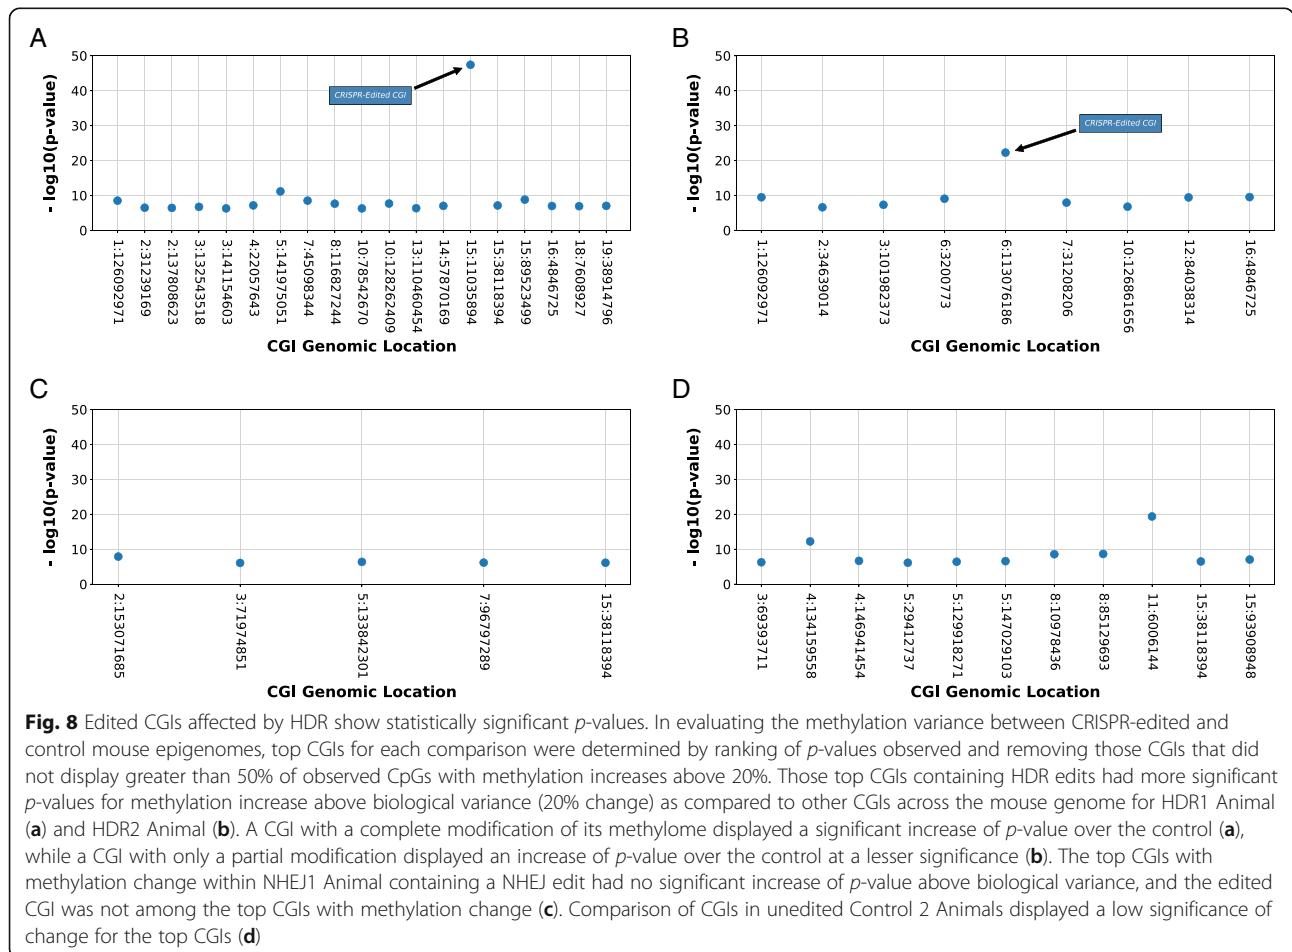 A
50
40
30
20
10
0
- log10(p-value)
CRISPR-Edited CGI
1:126092971
2:31239169
2:137808623
3:132543518
3:141154603
4:22057643
5:141975051
7:45098344
8:116827244
10:78542670
10:128262409
13:110460454
14:57870169
15:11035894
15:38118394
15:89523499
16:4846725
18:7608927
19:38914796
CGI Genomic Location
B
50
40
30
20
10
0
- log10(p-value)
CRISPR-Edited CGI
1:126092971
2:34639014
3:101982373
6:3200773
6:113076186
7:31208206
10:126861656
12:84038314
16:4846725
CGI Genomic Location
C
50
40
30
20
10
0
- log10(p-value)
2:153071685
3:71974851
5:133842301
7:96797289
15:38118394
CGI Genomic Location
D
50
40
30
20
10
0
- log10(p-value)
3:69393711
4:134159558
4:146941454
5:29412737
5:129918271
5:147029103
8:10978436
8:85129693
11:6006144
15:38118394
15:93908948
CGI Genomic Location
Fig. 8 Edited CGIs affected by HDR show statistically significant p-values. In evaluating the methylation variance between CRISPR-edited and
control mouse epigenomes, top CGIs for each comparison were determined by ranking of p-values observed and removing those CGIs that did
not display greater than 50% of observed CpGs with methylation increases above 20%. Those top CGIs containing HDR edits had more significant
p-values for methylation increase above biological variance (20% change) as compared to other CGIs across the mouse genome for HDR1 Animal
(a) and HDR2 Animal (b). A CGI with a complete modification of its methylome displayed a significant increase of p-value over the control (a),
while a CGI with only a partial modification displayed an increase of p-value over the control at a lesser significance (b). The top CGIs with
methylation change within NHEJ1 Animal containing a NHEJ edit had no significant increase of p-value above biological variance, and the edited
CGI was not among the top CGIs with methylation change (c). Comparison of CGIs in unedited Control 2 Animals displayed a low significance of
change for the top CGIs (d)